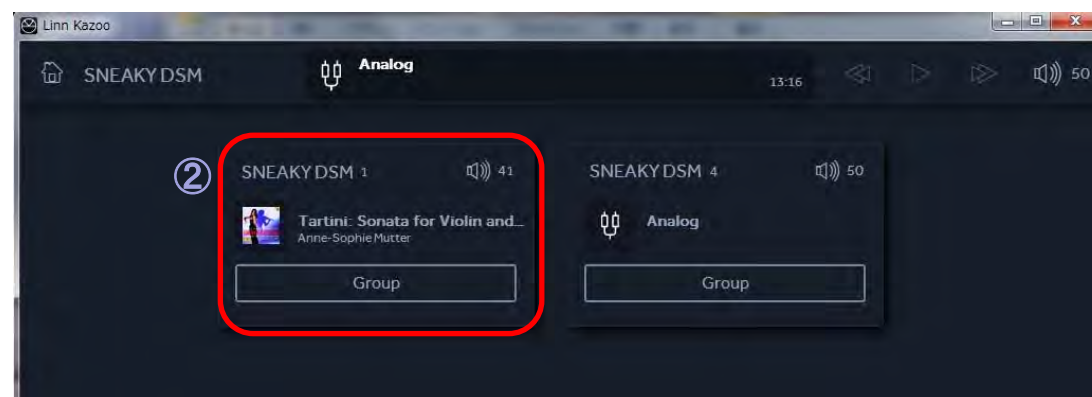 Linn Kazoo
SNEAKY DSM
Analog
13:16
50
②
SNEAKY DSM 1
41
Tartini: Sonata for Violin and...
Anne-Sophie Mutter
Group
SNEAKY DSM 4
50
Analog
Group